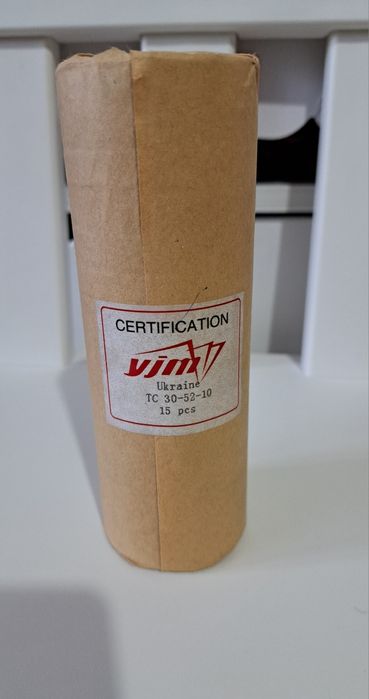 CERTIFICATION
vjm
Ukraine
TC 30-52-10
15 pcs